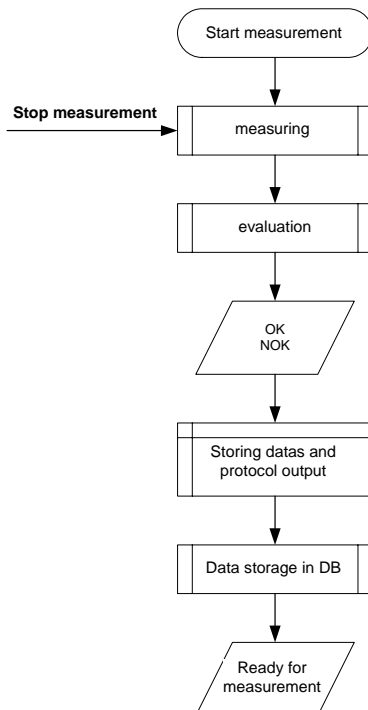 Start measurement
Stop measurement
measuring
evaluation
OK
NOK
Storing datas and
protocol output
Data storage in DB
Ready for
measurement